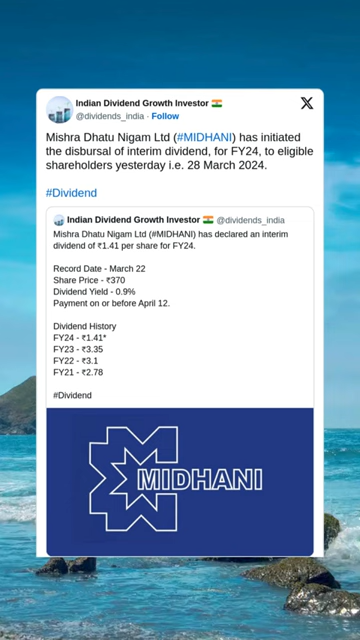 Indian Dividend Growth Investor 🇮🇳
@dividends_india · Follow
Mishra Dhatu Nigam Ltd (#MIDHANI) has initiated
the disbursal of interim dividend, for FY24, to eligible
shareholders yesterday i.e. 28 March 2024.
#Dividend
Indian Dividend Growth Investor 🇮🇳 @dividends_india
Mishra Dhatu Nigam Ltd (#MIDHANI) has declared an interim
dividend of ₹1.41 per share for FY24.
Record Date - March 22
Share Price - ₹370
Dividend Yield - 0.9%
Payment on or before April 12.
Dividend History
FY24 - ₹1.41*
FY23 - ₹3.35
FY22 - ₹3.1
FY21 - ₹2.78
#Dividend
MIDHANI